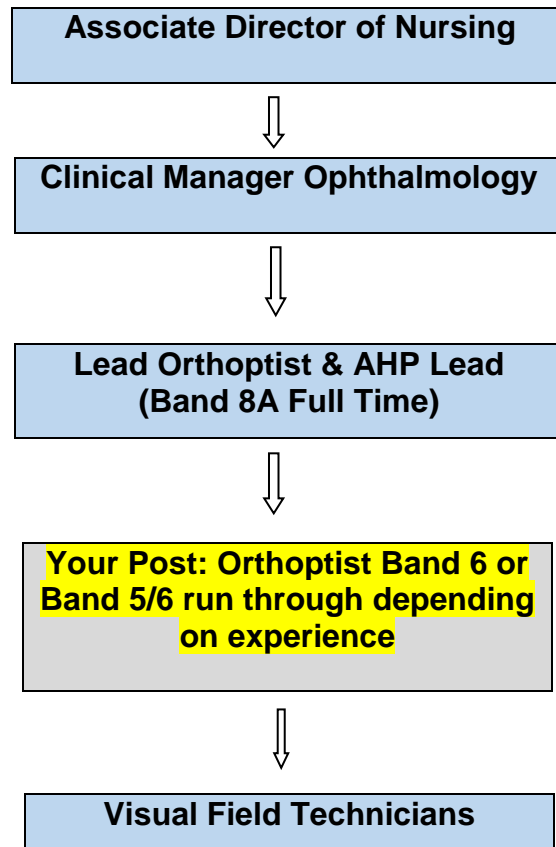 Associate Director of Nursing
Clinical Manager Ophthalmology
Lead Orthoptist & AHP Lead
(Band 8A Full Time)
Your Post: Orthoptist Band 6 or
Band 5/6 run through depending
on experience
Visual Field Technicians